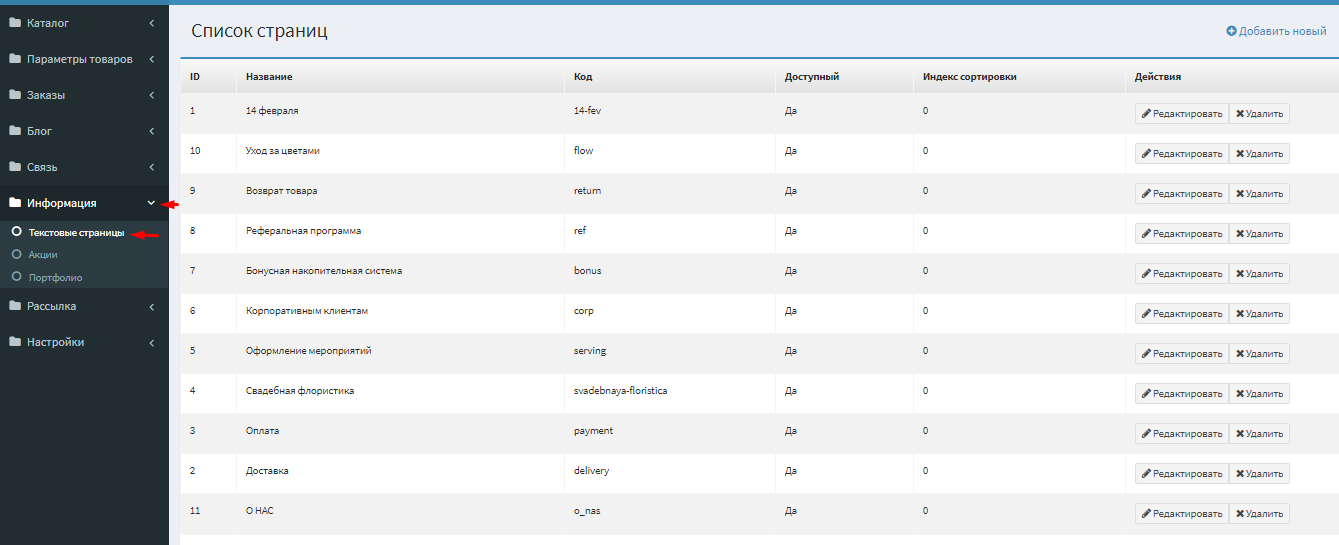 Каталог
Параметры товаров
Заказы
Блог
Связь
Информация
Текстовые страницы
Акции
Портфолио
Рассылка
Настройки
Список страниц
Добавить новый
ID Название Код Доступный Индекс сортировки Действия
1 14 февраля 14-fev Да 0 Редактировать Удалить
10 Уход за цветами flow Да 0 Редактировать Удалить
9 Возврат товара return Да 0 Редактировать Удалить
8 Реферальная программа ref Да 0 Редактировать Удалить
7 Бонусная накопительная система bonus Да 0 Редактировать Удалить
6 Корпоративным клиентам corp Да 0 Редактировать Удалить
5 Оформление мероприятий serving Да 0 Редактировать Удалить
4 Свадебная флористика svadebnaya-floristica Да 0 Редактировать Удалить
3 Оплата payment Да 0 Редактировать Удалить
2 Доставка delivery Да 0 Редактировать Удалить
11 О НАС o_nas Да 0 Редактировать Удалить